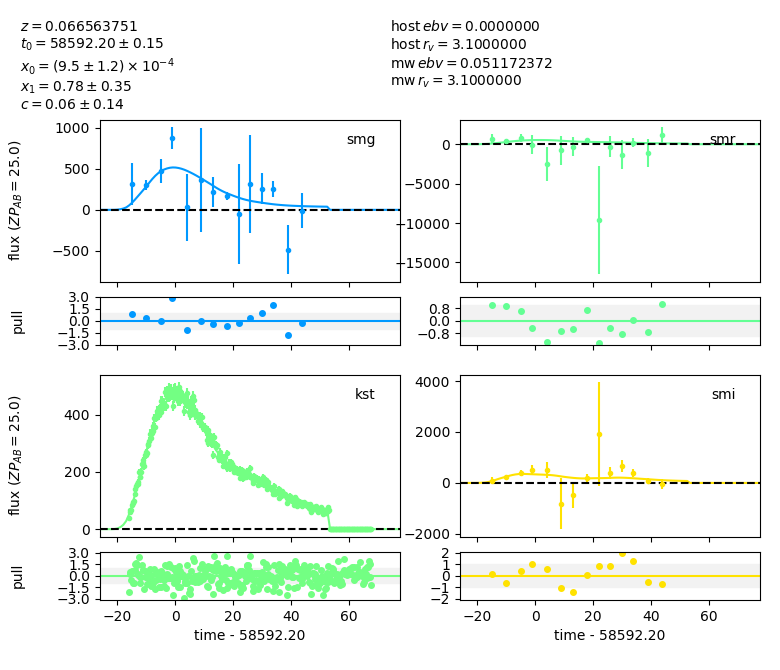 z = 0.066563751
t₀ = 58592.20 ± 0.15
x₀ = (9.5 ± 1.2) × 10⁻⁴
x₁ = 0.78 ± 0.35
c = 0.06 ± 0.14
host ebv = 0.0000000
host r_v = 3.1000000
mw ebv = 0.051172372
mw r_v = 3.1000000
flux (ZP_AB = 25.0)
1000
500
0
−500
smg
0
−5000
−10000
−15000
smr
pull
3.0
1.5
0.0
−1.5
−3.0
0.8
0.0
−0.8
flux (ZP_AB = 25.0)
400
200
0
kst
4000
2000
0
−2000
smi
pull
3.0
1.5
0.0
−1.5
−3.0
2
1
0
−1
−2
−20 0 20 40 60
time - 58592.20
−20 0 20 40 60
time - 58592.20